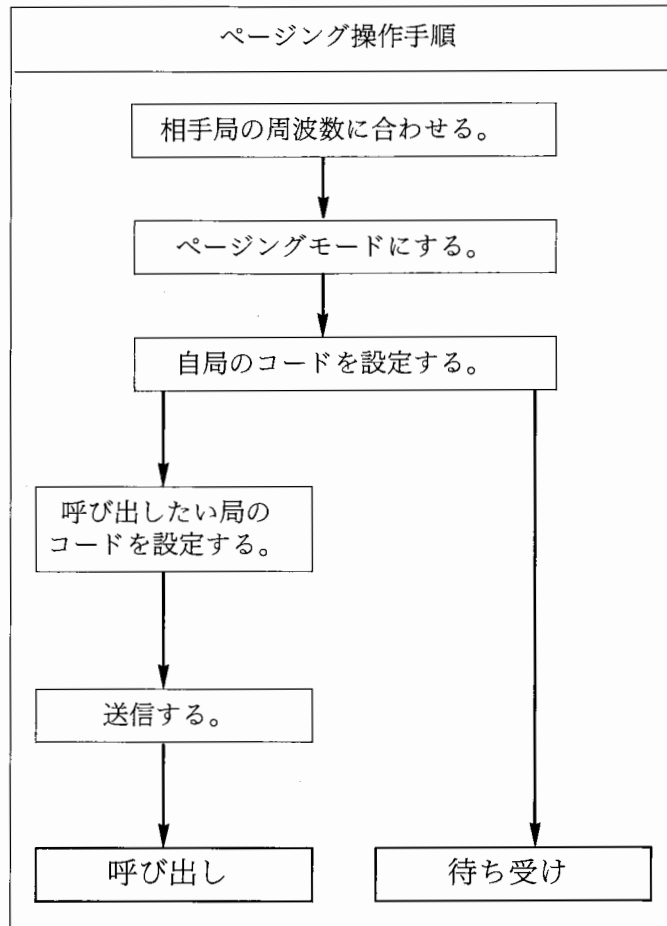 ページング操作手順
相手局の周波数に合わせる。
ページングモードにする。
自局のコードを設定する。
呼び出したい局の
コードを設定する。
送信する。
呼び出し
待ち受け